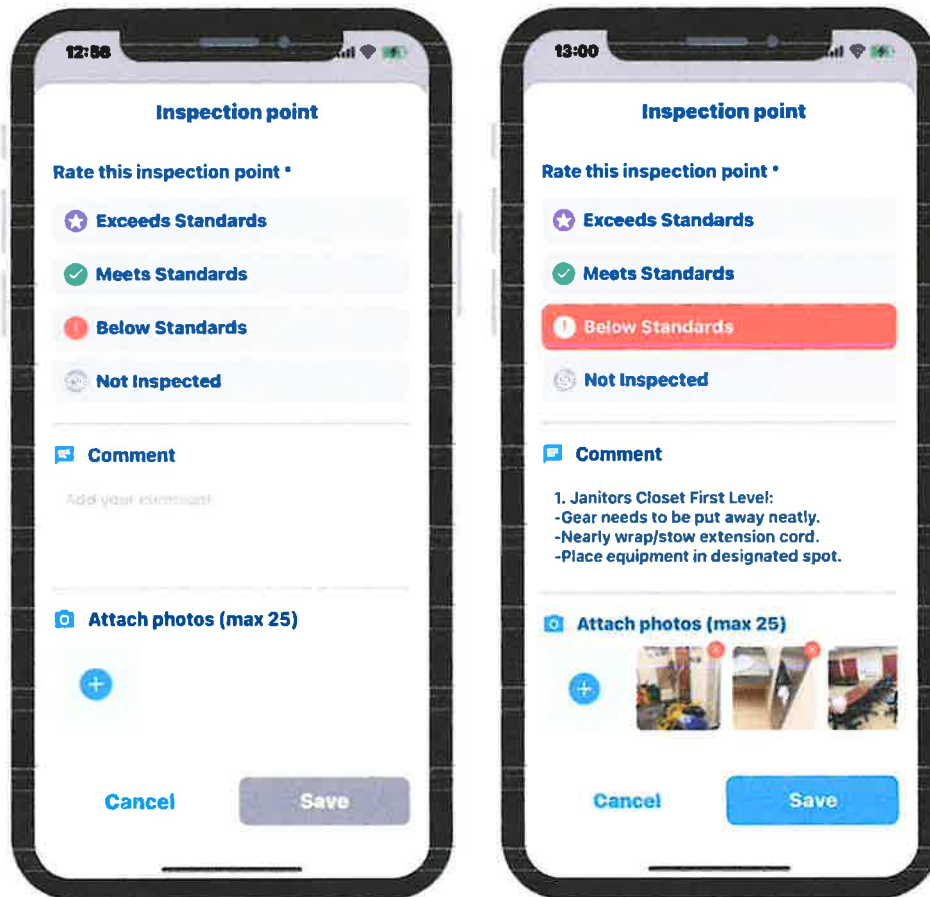 12:58
Inspection point
Rate this inspection point *
Exceeds Standards
Meets Standards
Below Standards
Not Inspected
Comment
Add your comment
Attach photos (max 25)
Cancel
Save
13:00
Inspection point
Rate this inspection point *
Exceeds Standards
Meets Standards
Below Standards
Not Inspected
Comment
1. Janitors Closet First Level:
-Gear needs to be put away neatly.
-Nearly wrap/stow extension cord.
-Place equipment in designated spot.
Attach photos (max 25)
Cancel
Save